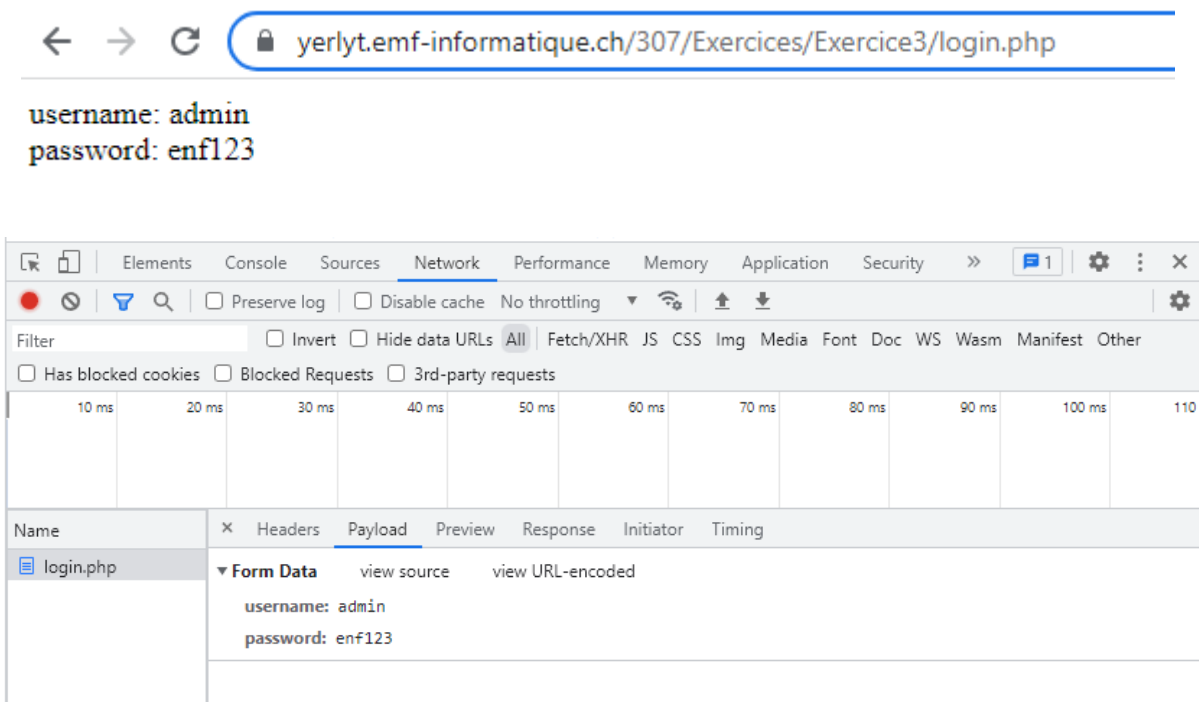 yerlyt.emf-informatique.ch/307/Exercices/Exercice3/login.php
username: admin
password: enf123
Elements Console Sources Network Performance Memory Application Security » 1
Preserve log Disable cache No throttling
Filter Invert Hide data URLs All Fetch/XHR JS CSS Img Media Font Doc WS Wasm Manifest Other
Has blocked cookies Blocked Requests 3rd-party requests
10 ms 20 ms 30 ms 40 ms 50 ms 60 ms 70 ms 80 ms 90 ms 100 ms 110
Name × Headers Payload Preview Response Initiator Timing
login.php ▼Form Data view source view URL-encoded
username: admin
password: enf123